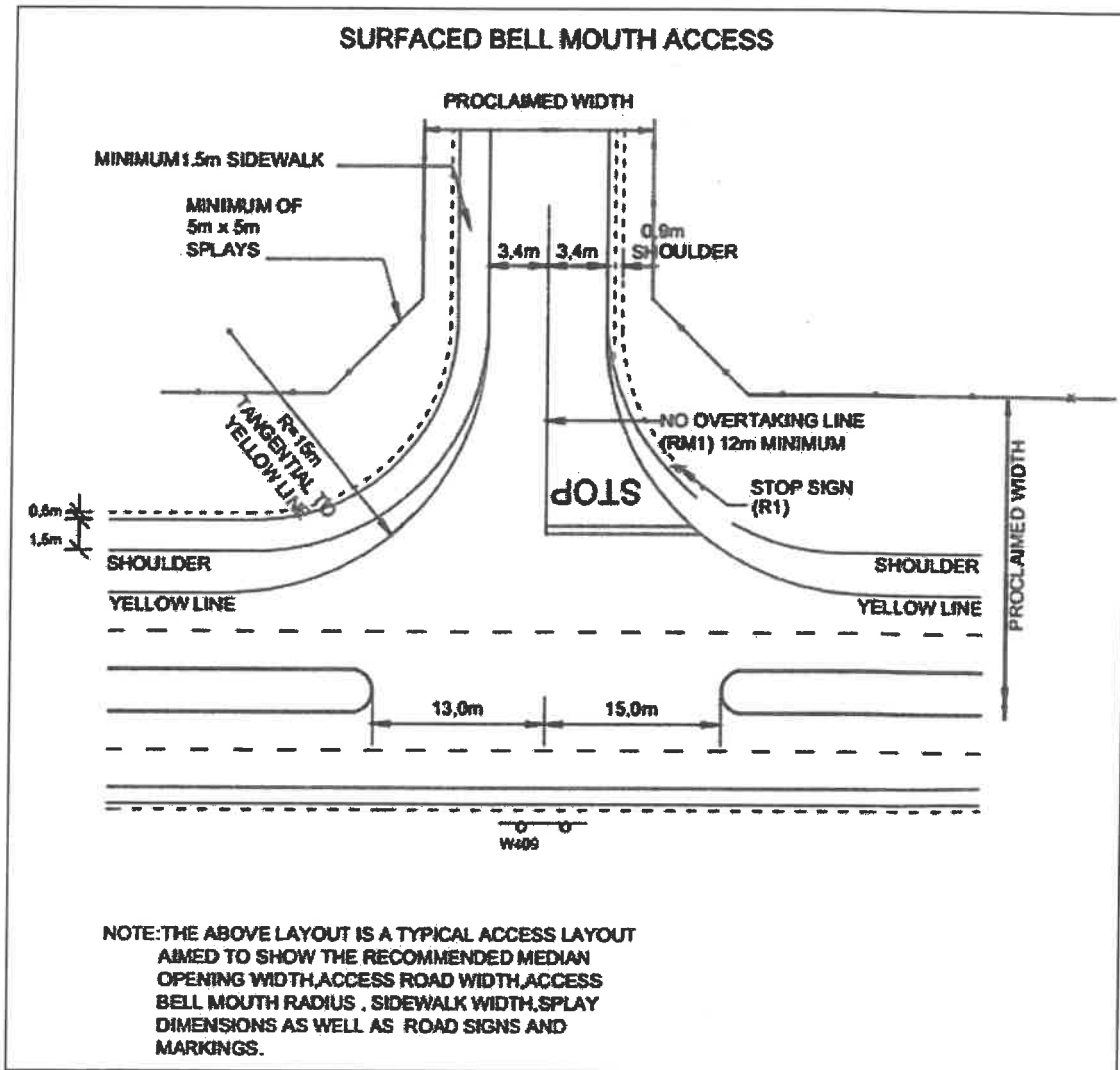 SURFACED BELL MOUTH ACCESS
PROCLAIMED WIDTH
MINIMUM 1.5m SIDEWALK
MINIMUM OF
5m x 5m
SPLAYS
0,9m
SHOULDER
3,4m
3,4m
R=15m
TANGENTIAL TO
YELLOW LINE
NO OVERTAKING LINE
(RM1) 12m MINIMUM
STOP
STOP SIGN
(R1)
PROCLAIMED WIDTH
0,6m
1,5m
SHOULDER
SHOULDER
YELLOW LINE
YELLOW LINE
13,0m
15,0m
W409
NOTE:THE ABOVE LAYOUT IS A TYPICAL ACCESS LAYOUT
AIMED TO SHOW THE RECOMMENDED MEDIAN
OPENING WIDTH,ACCESS ROAD WIDTH,ACCESS
BELL MOUTH RADIUS , SIDEWALK WIDTH,SPLAY
DIMENSIONS AS WELL AS ROAD SIGNS AND
MARKINGS.